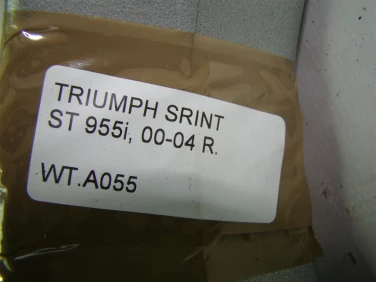 TRIUMPH SRINT
ST 955i, 00-04 R.
WT.A055